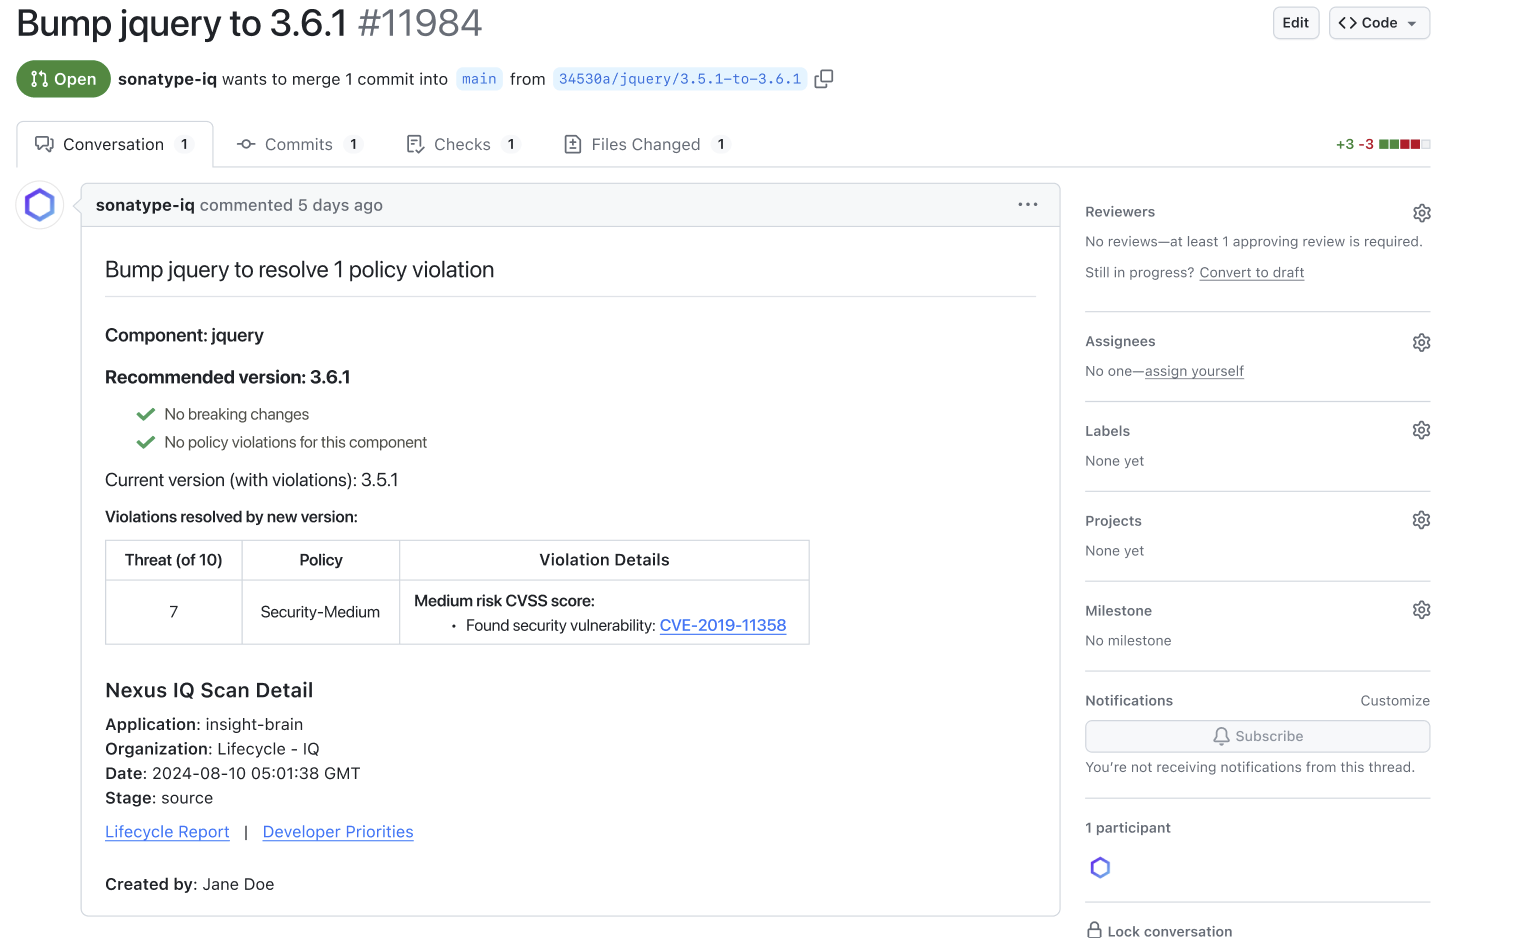 Bump jquery to 3.6.1 #11984
Edit
<> Code
Open
sonatype-iq wants to merge 1 commit into main from 34530a/jquery/3.5.1-to-3.6.1
Conversation 1
Commits 1
Checks 1
Files Changed 1
+3 -3
sonatype-iq commented 5 days ago
Bump jquery to resolve 1 policy violation
Component: jquery
Recommended version: 3.6.1
No breaking changes
No policy violations for this component
Current version (with violations): 3.5.1
Violations resolved by new version:
Threat (of 10) Policy Violation Details
7 Security-Medium
Medium risk CVSS score:
• Found security vulnerability: CVE-2019-11358
Nexus IQ Scan Detail
Application: insight-brain
Organization: Lifecycle - IQ
Date: 2024-08-10 05:01:38 GMT
Stage: source
Lifecycle Report | Developer Priorities
Created by: Jane Doe
Reviewers
No reviews—at least 1 approving review is required.
Still in progress? Convert to draft
Assignees
No one—assign yourself
Labels
None yet
Projects
None yet
Milestone
No milestone
Notifications
Customize
Subscribe
You're not receiving notifications from this thread.
1 participant
Lock conversation